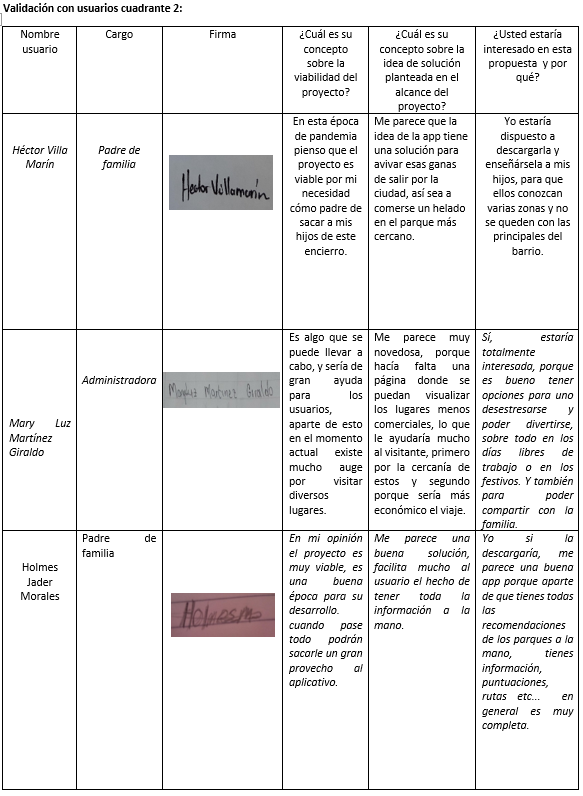 Validación con usuarios cuadrante 2:
Nombre
usuario
Cargo
Firma
¿Cuál es su
concepto
sobre la
viabilidad del
proyecto?
¿Cuál es su
concepto sobre la
idea de solución
planteada en el
alcance del
proyecto?
¿Usted estaría
interesado en esta
propuesta y por
qué?
Héctor Villa
Marín
Padre de
familia
Hector Villamarín
En esta época
de pandemia
pienso que el
proyecto es
viable por mi
necesidad
cómo padre de
sacar a mis
hijos de este
encierro.
Me parece que la
idea de la app tiene
una solución para
avivar esas ganas
de salir por la
ciudad, así sea a
comerse un helado
en el parque más
cercano.
Yo estaría
dispuesto a
descargarla y
enseñársela a mis
hijos, para que
ellos conozcan
varias zonas y no
se queden con las
principales del
barrio.
Mary Luz
Martínez
Giraldo
Administradora
Martínez Giraldo
Es algo que se
puede llevar a
cabo, y sería de
gran ayuda
para los
usuarios,
aparte de esto
en el momento
actual existe
mucho auge
por visitar
diversos
lugares.
Me parece muy
novedosa, porque
hacía falta una
página donde se
puedan visualizar
los lugares menos
comerciales, lo que
le ayudaría mucho
al visitante, primero
por la cercanía de
estos y segundo
porque sería más
económico el viaje.
Sí, estaría
totalmente
interesada, porque
es bueno tener
opciones para uno
desestresarse y
poder divertirse,
sobre todo en los
días libres de
trabajo o en los
festivos. Y también
para poder
compartir con la
familia.
Holmes
Jader
Morales
Padre de
familia
En mi opinión
el proyecto es
muy viable, es
una buena
época para su
desarrollo.
cuando pase
todo podrán
sacarle un gran
provecho al
aplicativo.
Me parece una
buena solución,
facilita mucho al
usuario el hecho de
tener toda la
información a la
mano.
Yo si la
descargaría, me
parece una buena
app porque aparte
de que tienes todas
las
recomendaciones
de los parques a la
mano, tienes
información,
puntuaciones,
rutas etc... en
general es muy
completa.